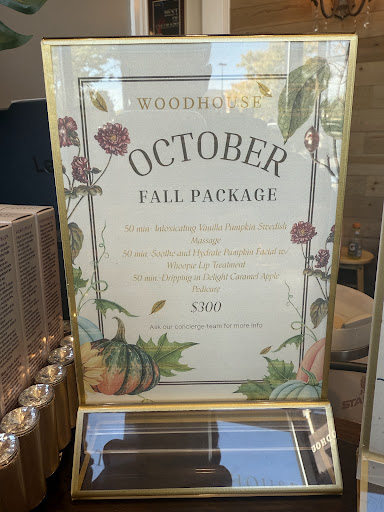 WOODHOUSE
OCTOBER
FALL PACKAGE
50 min- Intoxicating Vanilla Pumpkin Swedish
Massage
50 min-Soothe and Hydrate Pumpkin Facial w/
Whoopie Lip Treatment
50 min- Dripping in Delight Caramel Apple
Pedicure
$300
Ask our concierge team for more info